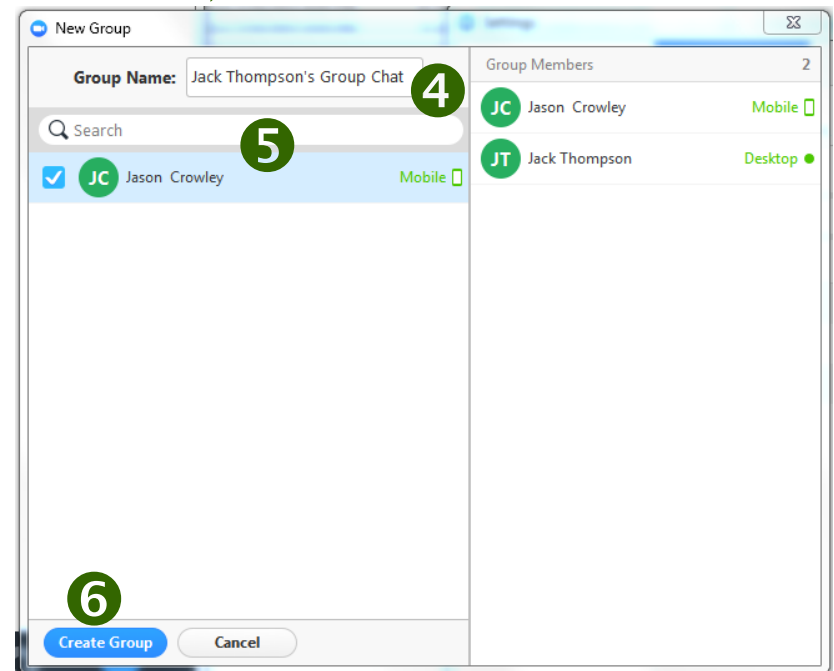 New Group
Settings
Group Name: Jack Thompson's Group Chat
4
Search
5
JC Jason Crowley Mobile
6
Create Group Cancel
Group Members 2
JC Jason Crowley Mobile
JT Jack Thompson Desktop